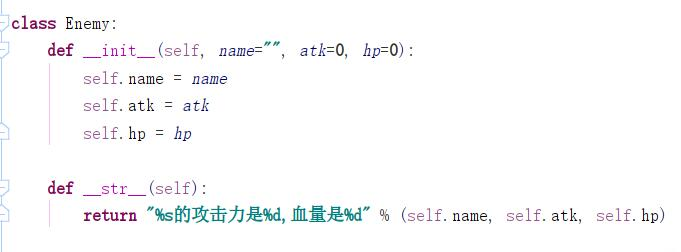 class Enemy:
    def __init__(self, name="", atk=0, hp=0):
        self.name = name
        self.atk = atk
        self.hp = hp
    def __str__(self):
        return "%s的攻击力是%d,血量是%d" % (self.name, self.atk, self.hp)